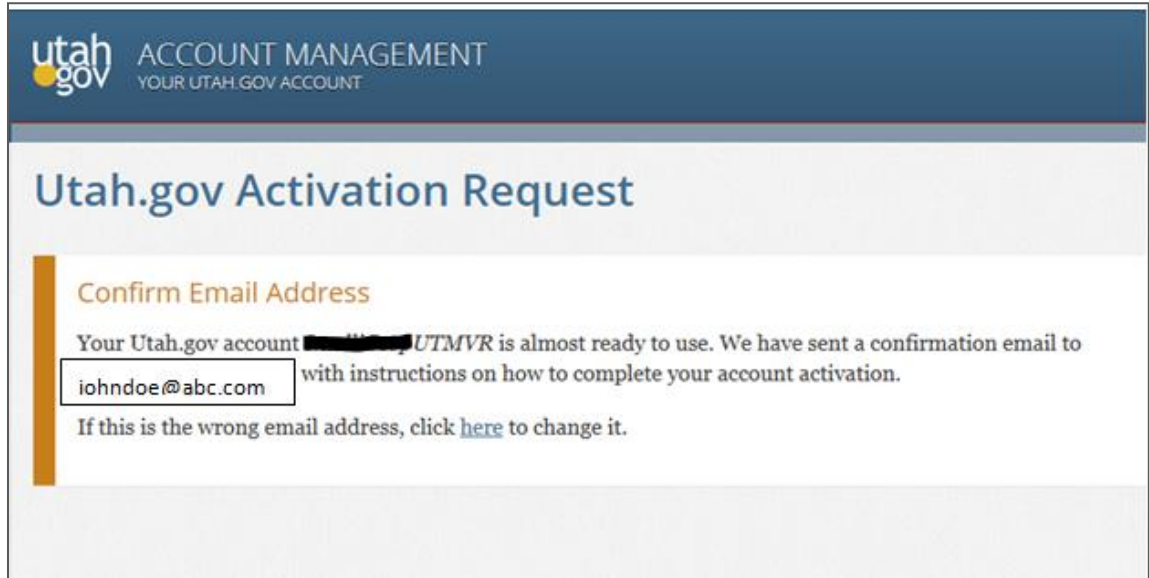 utah gov
ACCOUNT MANAGEMENT
YOUR UTAH.GOV ACCOUNT
Utah.gov Activation Request
Confirm Email Address
Your Utah.gov account UTMVR is almost ready to use. We have sent a confirmation email to
iohndoe@abc.com with instructions on how to complete your account activation.
If this is the wrong email address, click here to change it.